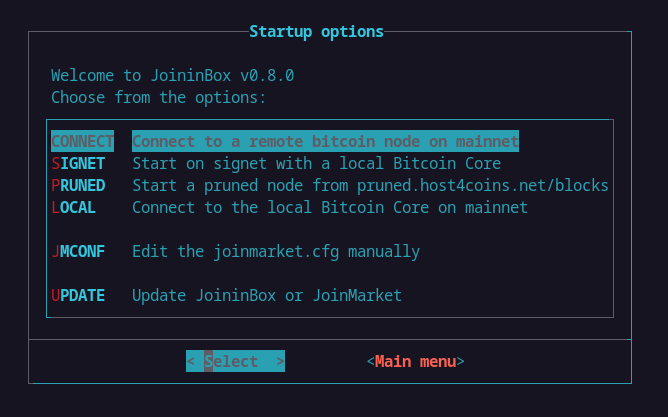 Startup options
Welcome to JoininBox v0.8.0
Choose from the options:
CONNECT Connect to a remote bitcoin node on mainnet
SIGNET Start on signet with a local Bitcoin Core
PRUNED Start a pruned node from pruned.host4coins.net/blocks
LOCAL Connect to the local Bitcoin Core on mainnet
JMCONF Edit the joinmarket.cfg manually
UPDATE Update JoininBox or JoinMarket
< Select > <Main menu>